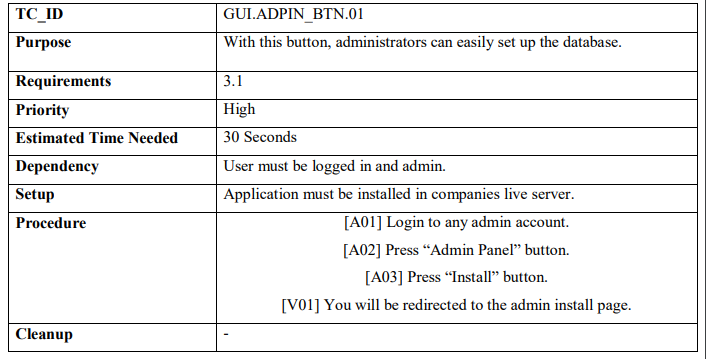 TC_ID GUI.ADPIN_BTN.01
Purpose With this button, administrators can easily set up the database.
Requirements 3.1
Priority High
Estimated Time Needed 30 Seconds
Dependency User must be logged in and admin.
Setup Application must be installed in companies live server.
Procedure [A01] Login to any admin account.
[A02] Press “Admin Panel” button.
[A03] Press “Install” button.
[V01] You will be redirected to the admin install page.
Cleanup -